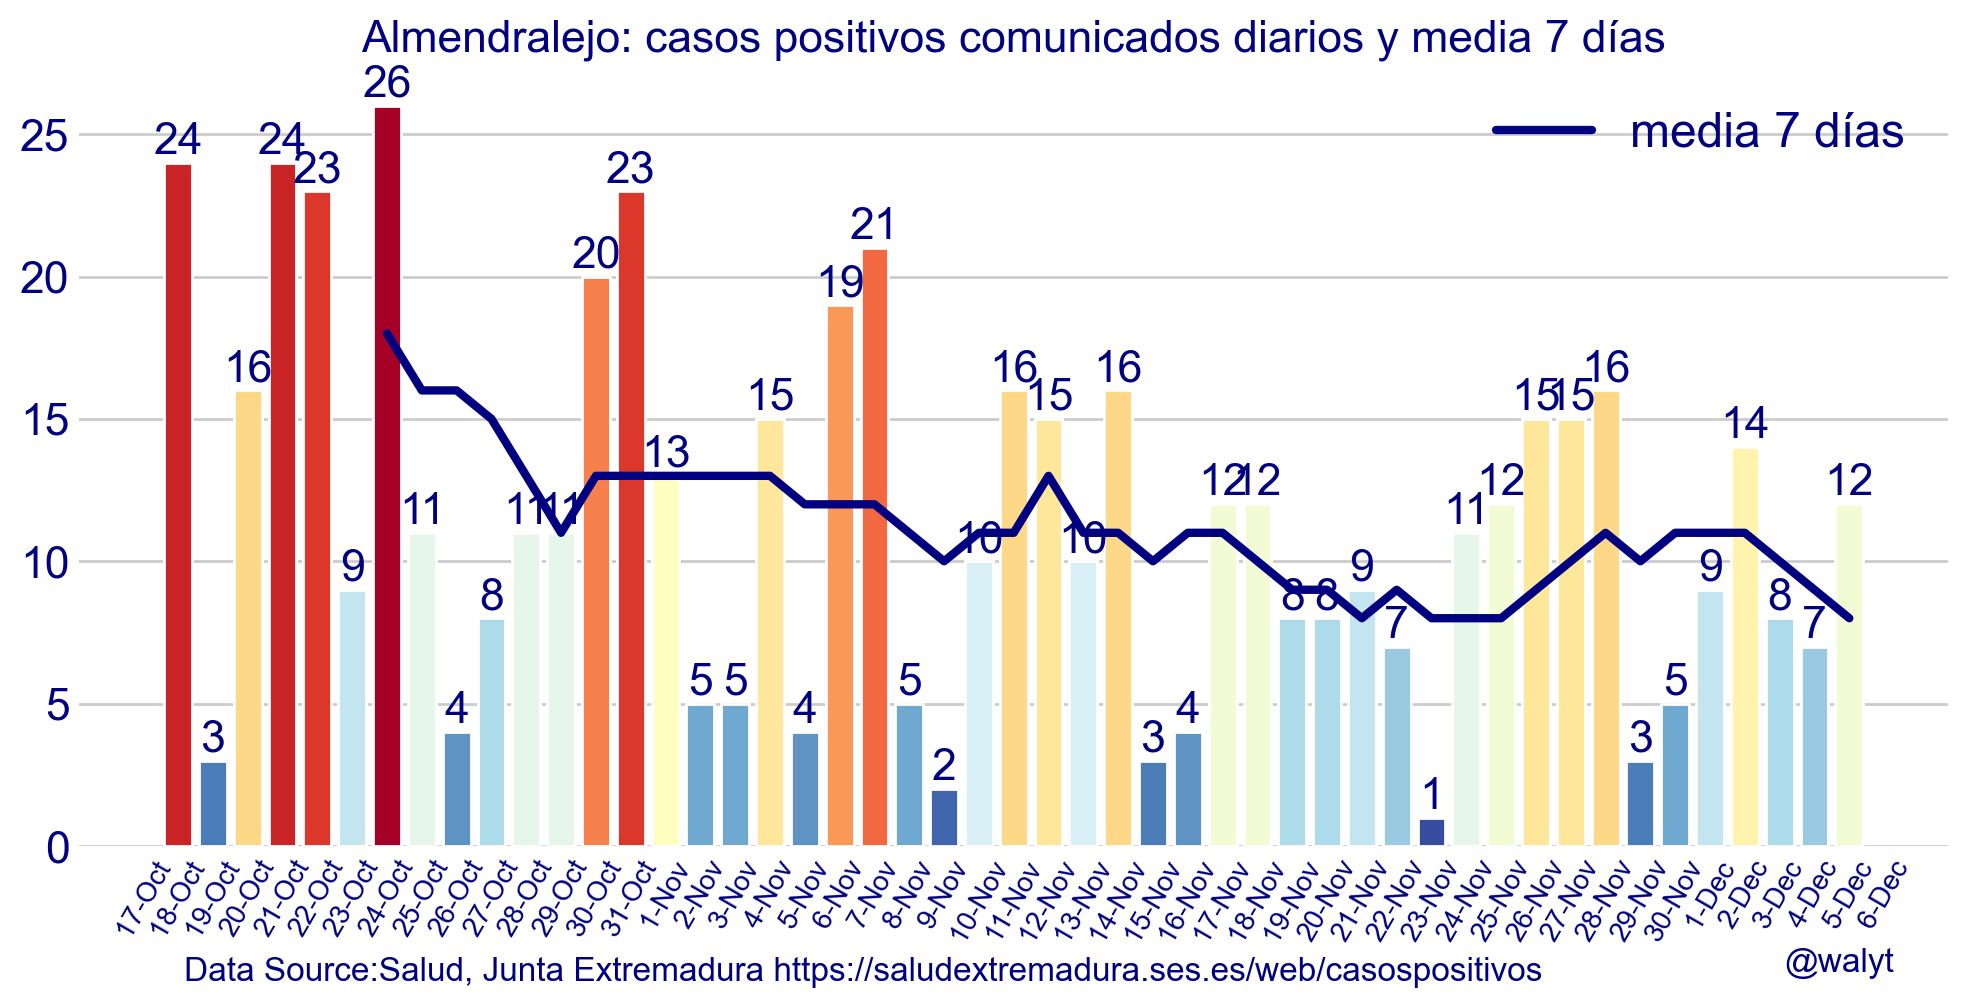 Almendralejo: casos positivos comunicados diarios y media 7 días
media 7 días
25
20
15
10
5
0
24
3
16
24
23
9
26
11
4
8
11
11
20
23
13
5
5
15
4
19
21
5
2
10
16
15
10
16
3
4
12
12
8
8
9
7
1
11
12
15
15
16
3
5
9
14
8
7
12
17-Oct
18-Oct
19-Oct
20-Oct
21-Oct
22-Oct
23-Oct
24-Oct
25-Oct
26-Oct
27-Oct
28-Oct
29-Oct
30-Oct
31-Oct
1-Nov
2-Nov
3-Nov
4-Nov
5-Nov
6-Nov
7-Nov
8-Nov
9-Nov
10-Nov
11-Nov
12-Nov
13-Nov
14-Nov
15-Nov
16-Nov
17-Nov
18-Nov
19-Nov
20-Nov
21-Nov
22-Nov
23-Nov
24-Nov
25-Nov
26-Nov
27-Nov
28-Nov
29-Nov
30-Nov
1-Dec
2-Dec
3-Dec
4-Dec
5-Dec
6-Dec
Data Source:Salud, Junta Extremadura https://saludextremadura.ses.es/web/casospositivos
@walyt